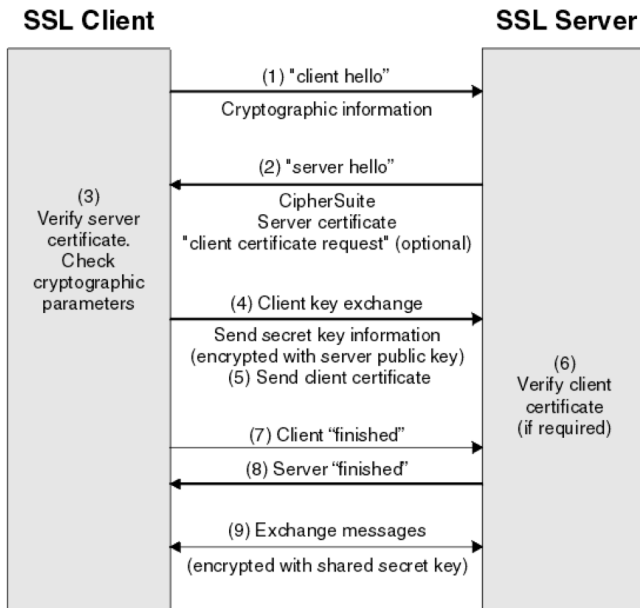 SSL Client
SSL Server
(1) "client hello”
Cryptographic information
(2) "server hello”
CipherSuite
Server certificate
"client certificate request" (optional)
(3)
Verify server
certificate.
Check
cryptographic
parameters
(4) Client key exchange
Send secret key information
(encrypted with server public key)
(5) Send client certificate
(6)
Verify client
certificate
(if required)
(7) Client “finished”
(8) Server “finished”
(9) Exchange messages
(encrypted with shared secret key)